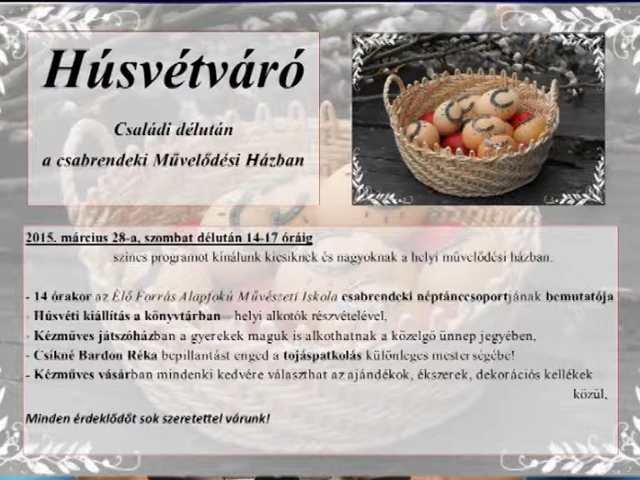 Húsvétváró
Családi délután
a csabrendeki Művelődési Házban
2015. március 28-a, szombat délután 14-17 óráig
színes programot kínálunk kicsiknek és nagyoknak a helyi művelődési házban.
- 14 órakor az Élő Forrás Alapfokú Művészeti Iskola csabrendeki néptánccsoportjának bemutatója
- Húsvéti kiállítás a könyvtárban – helyi alkotók részvételével,
- Kézműves játszóházban a gyerekek maguk is alkothatnak a közelgő ünnep jegyében,
- Csikné Bardon Réka bepillantást enged a tojáspatkolás különleges mesterségébe!
- Kézműves vásárban mindenki kedvére választhat az ajándékok, ékszerek, dekorációs kellékek
közül,
Minden érdeklődőt sok szeretettel várunk!